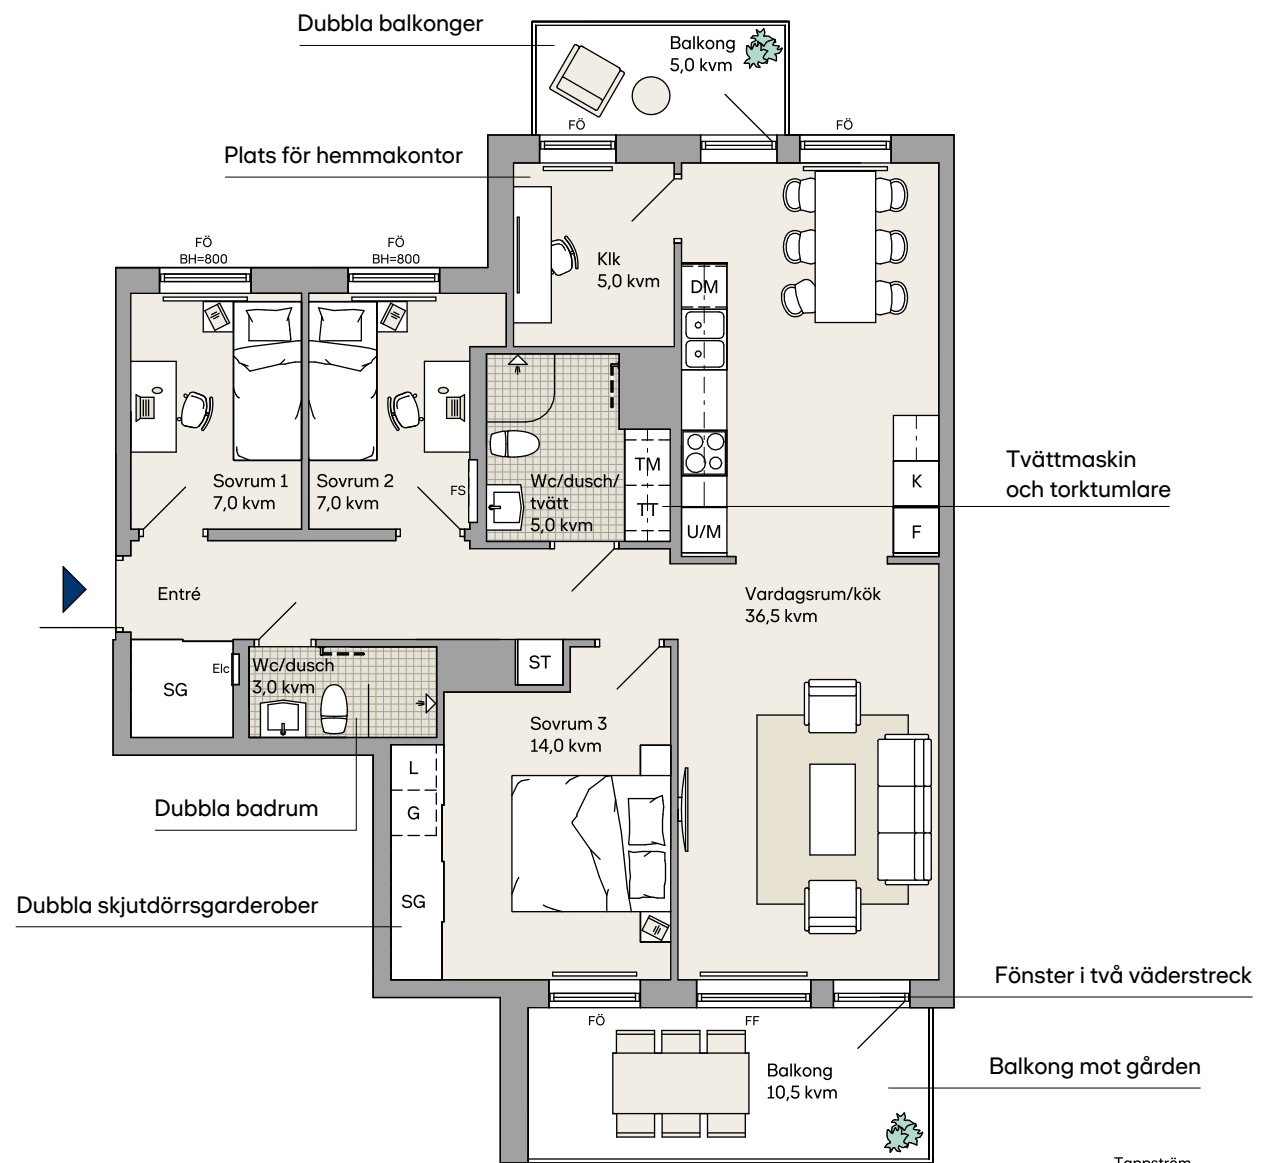 Dubbla balkonger
Balkong
5,0 kvm
FÖ
FÖ
Plats för hemmakontor
FÖ
BH=800
FÖ
BH=800
Klk
5,0 kvm
DM
Sovrum 1
7,0 kvm
Sovrum 2
7,0 kvm
FS
Wc/dusch/
tvätt
5,0 kvm
TM
TT
U/M
K
F
Tvättmaskin
och torktumlare
Entré
Vardagsrum/kök
36,5 kvm
SG
Elc
Wc/dusch
3,0 kvm
ST
Sovrum 3
14,0 kvm
L
G
SG
Dubbla badrum
Dubbla skjutdörrsgarderober
Fönster i två väderstreck
FÖ
FF
Balkong
10,5 kvm
Balkong mot gården
Tappström